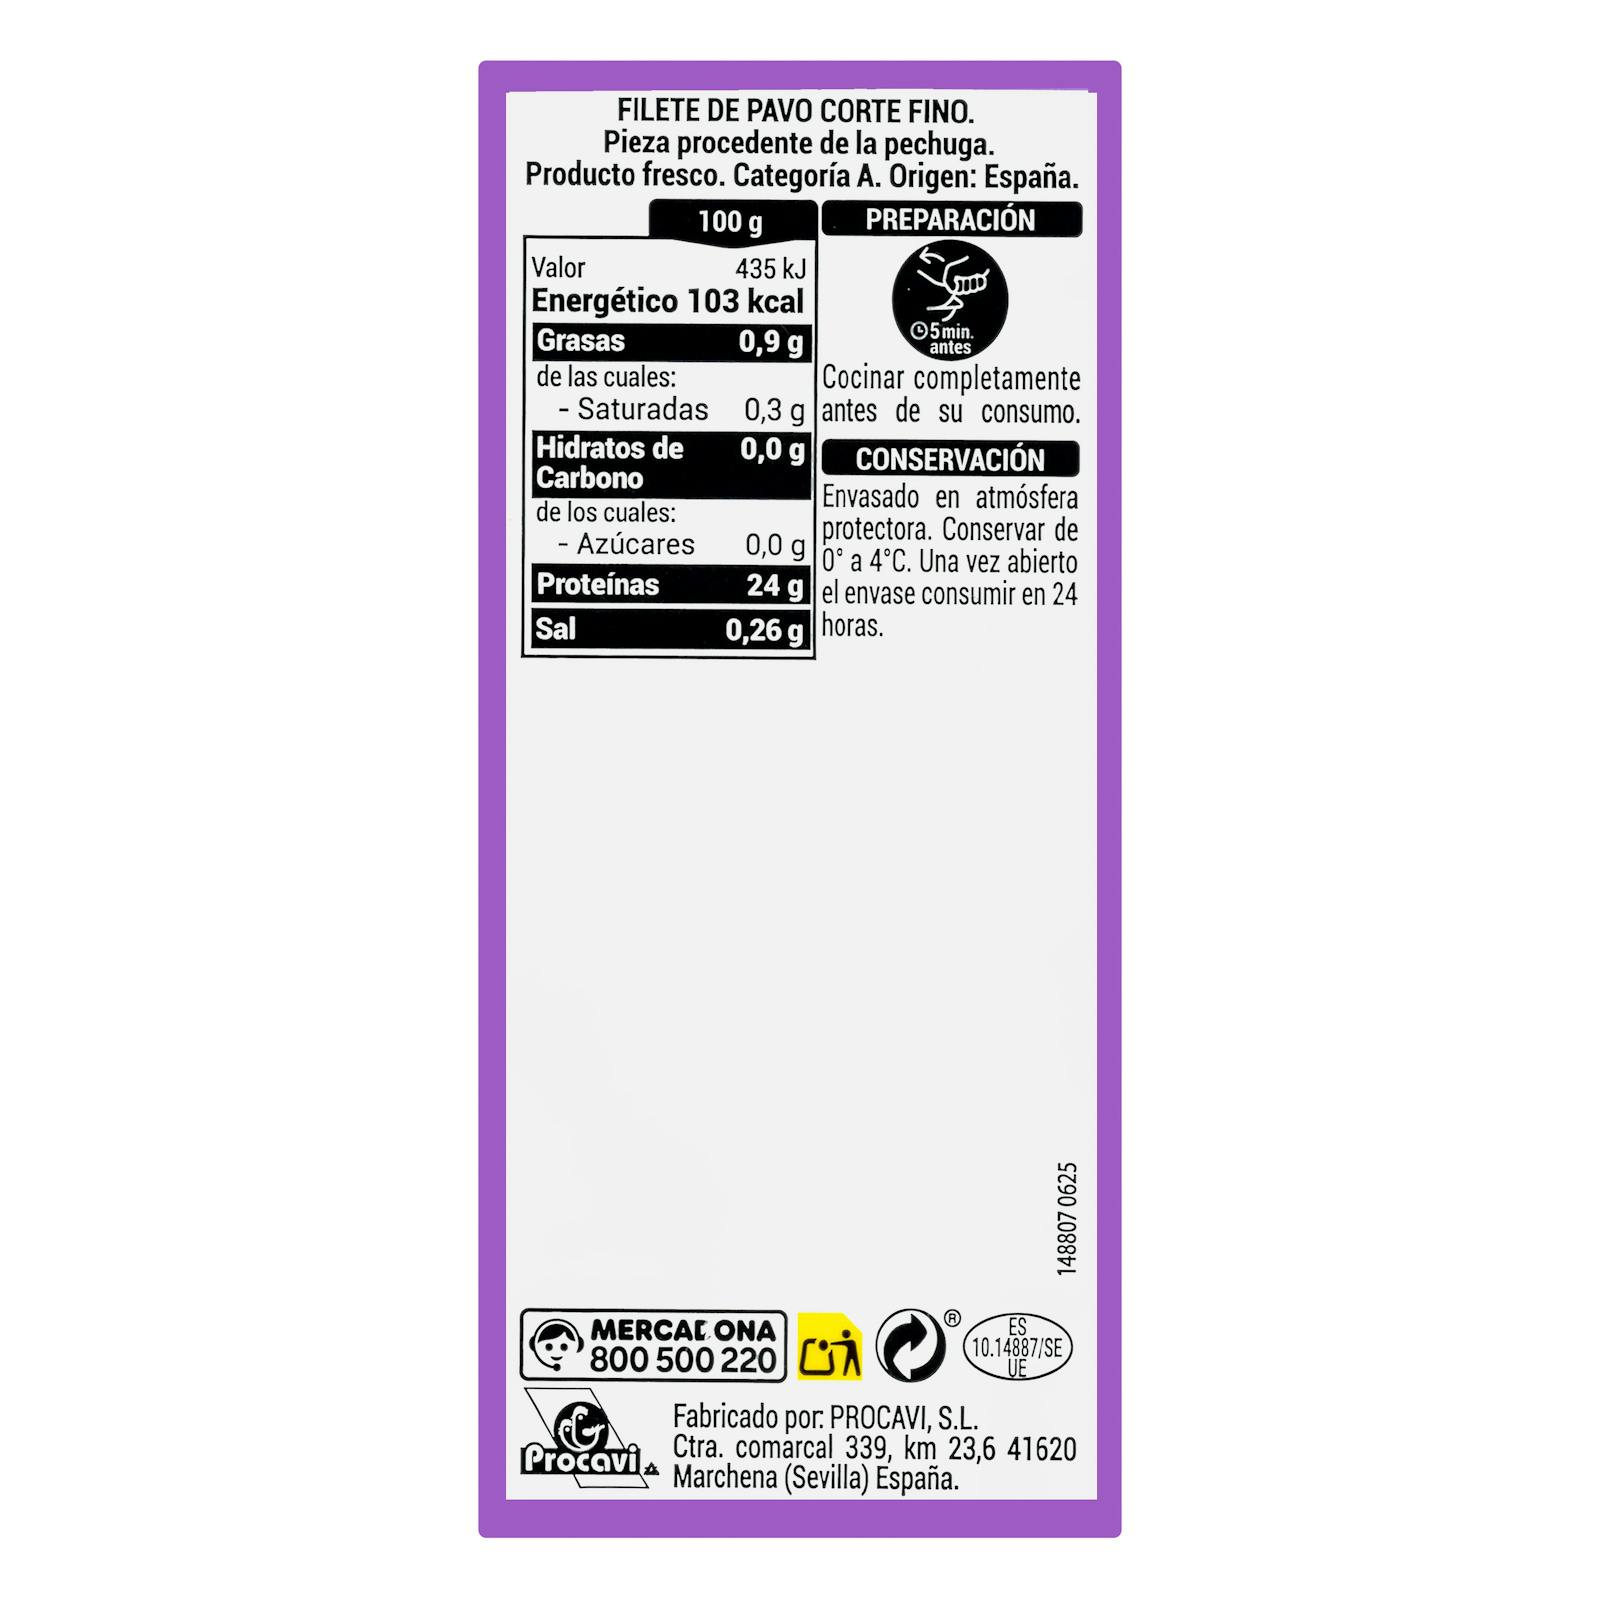 FILETE DE PAVO CORTE FINO.
Pieza procedente de la pechuga.
Producto fresco. Categoría A. Origen: España.
100 g
Valor 435 kJ
Energético 103 kcal
Grasas 0,9 g
de las cuales:
- Saturadas 0,3 g
Hidratos de 0,0 g
Carbono
de los cuales:
- Azúcares 0,0 g
Proteínas 24 g
Sal 0,26 g
PREPARACIÓN
5 min.
antes
Cocinar completamente
antes de su consumo.
CONSERVACIÓN
Envasado en atmósfera
protectora. Conservar de
0° a 4°C. Una vez abierto
el envase consumir en 24
horas.
148807 0625
MERCADONA
800 500 220
®
ES
10.14887/SE
UE
Procavi
Fabricado por: PROCAVI, S.L.
Ctra. comarcal 339, km 23,6 41620
Marchena (Sevilla) España.